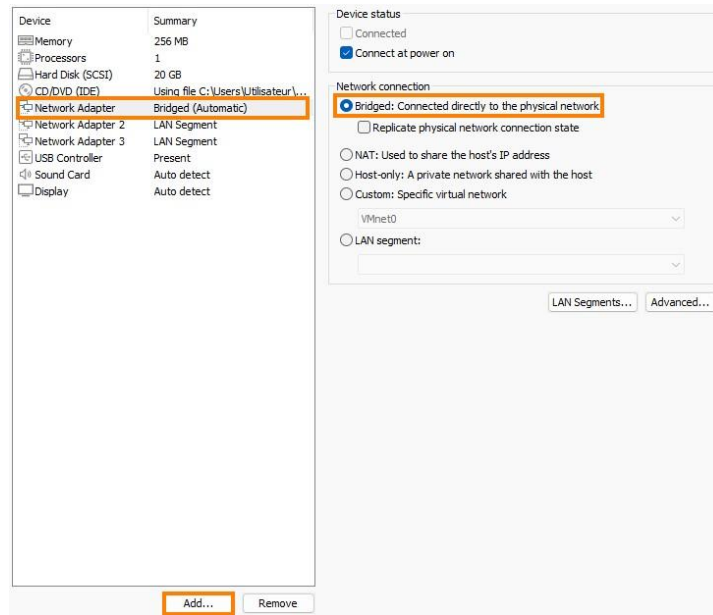 Device Summary
Memory 256 MB
Processors 1
Hard Disk (SCSI) 20 GB
CD/DVD (IDE) Using file C:\Users\Utilisateur\...
Network Adapter Bridged (Automatic)
Network Adapter 2 LAN Segment
Network Adapter 3 LAN Segment
USB Controller Present
Sound Card Auto detect
Display Auto detect
Add... Remove
Device status
Connected
Connect at power on
Network connection
Bridged: Connected directly to the physical network
Replicate physical network connection state
NAT: Used to share the host's IP address
Host-only: A private network shared with the host
Custom: Specific virtual network
VMnet0
LAN segment:
LAN Segments... Advanced...